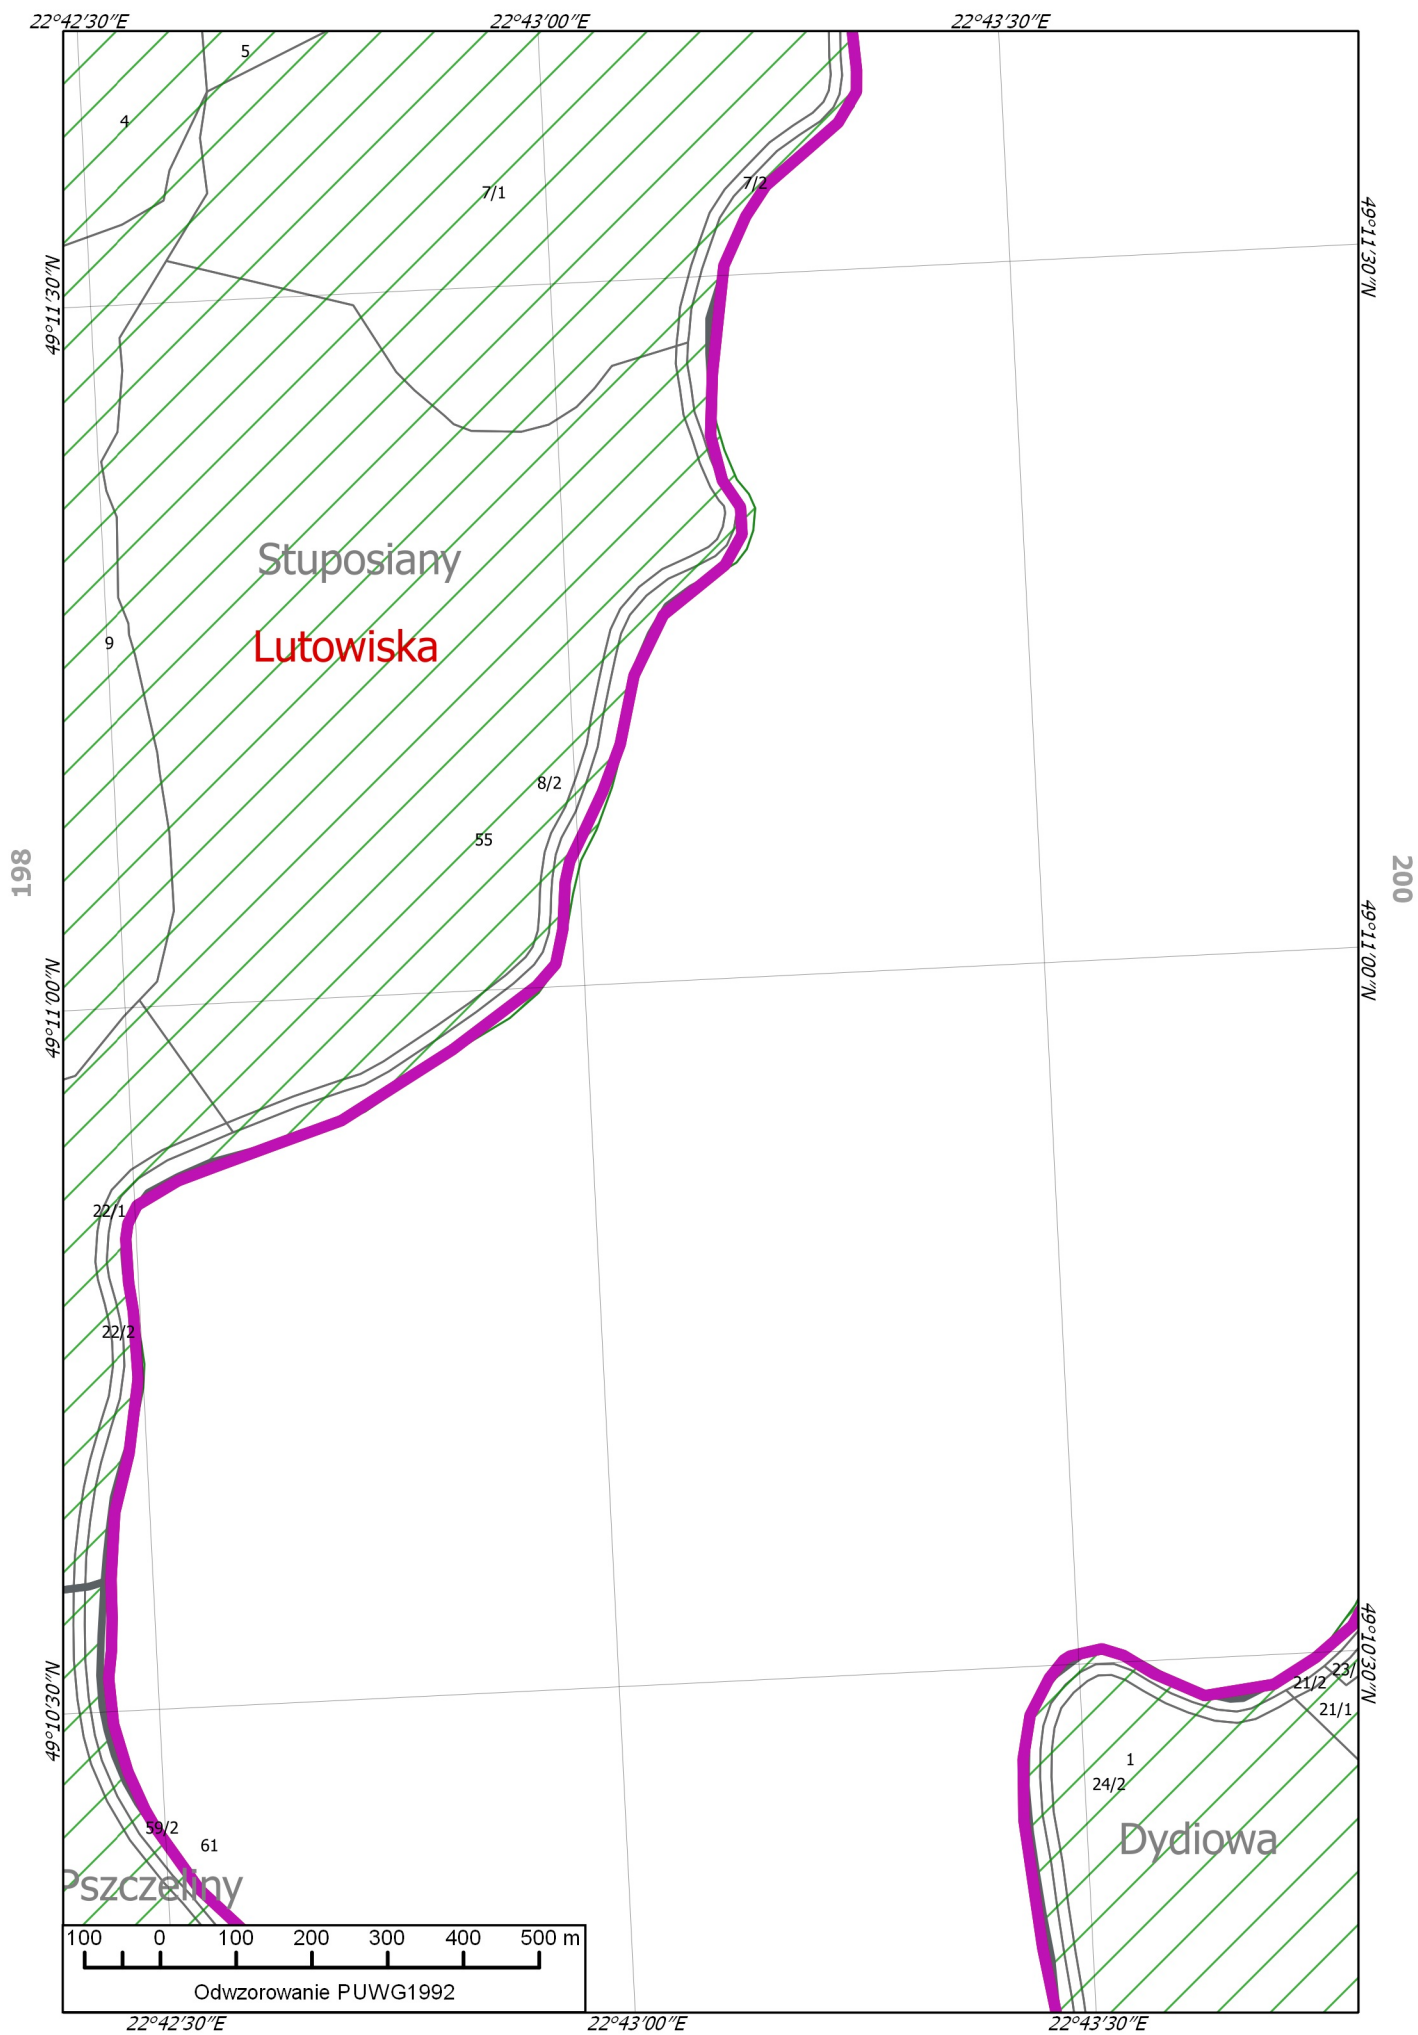 22°42'30"E
22°43'00"E
22°43'30"E
5
4
7/1
7/2
49°11'30"N
49°11'30"N
Stuposiany
Lutowiska
9
8/2
55
198
200
49°11'00"N
49°11'00"N
22/1
22/2
49°10'30"N
49°10'30"N
23/
21/2
21/1
1
24/2
59/2
61
Dydiowa
Pszczeliny
100 0 100 200 300 400 500 m
Odwzorowanie PUWG1992
22°42'30"E
22°43'00"E
22°43'30"E